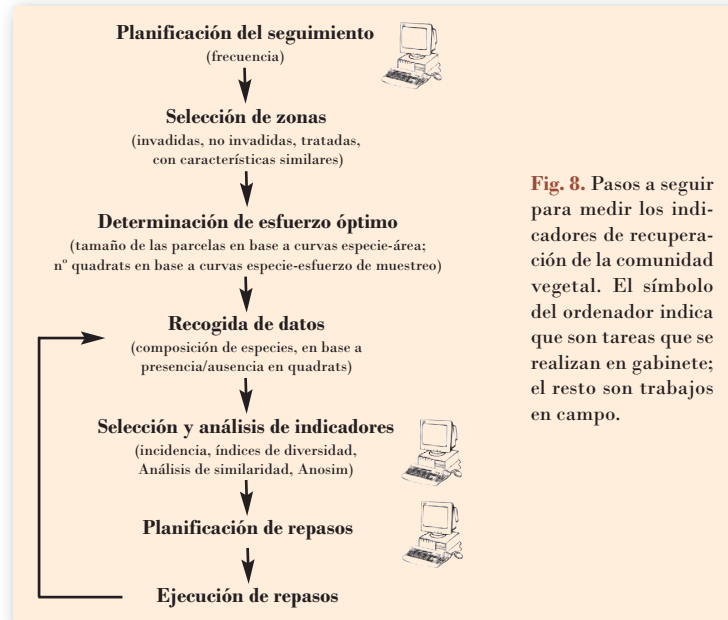 Planificación del seguimiento
(frecuencia)
Selección de zonas
(invadidas, no invadidas, tratadas,
con características similares)
Determinación de esfuerzo óptimo
(tamaño de las parcelas en base a curvas especie-área;
nº quadrats en base a curvas especie-esfuerzo de muestreo)
Recogida de datos
(composición de especies, en base a
presencia/ausencia en quadrats)
Selección y análisis de indicadores
(incidencia, índices de diversidad,
Análisis de similaridad, Anosim)
Planificación de repasos
Ejecución de repasos
Fig. 8. Pasos a seguir
para medir los indi-
cadores de recupera-
ción de la comunidad
vegetal. El símbolo
del ordenador indica
que son tareas que se
realizan en gabinete;
el resto son trabajos
en campo.